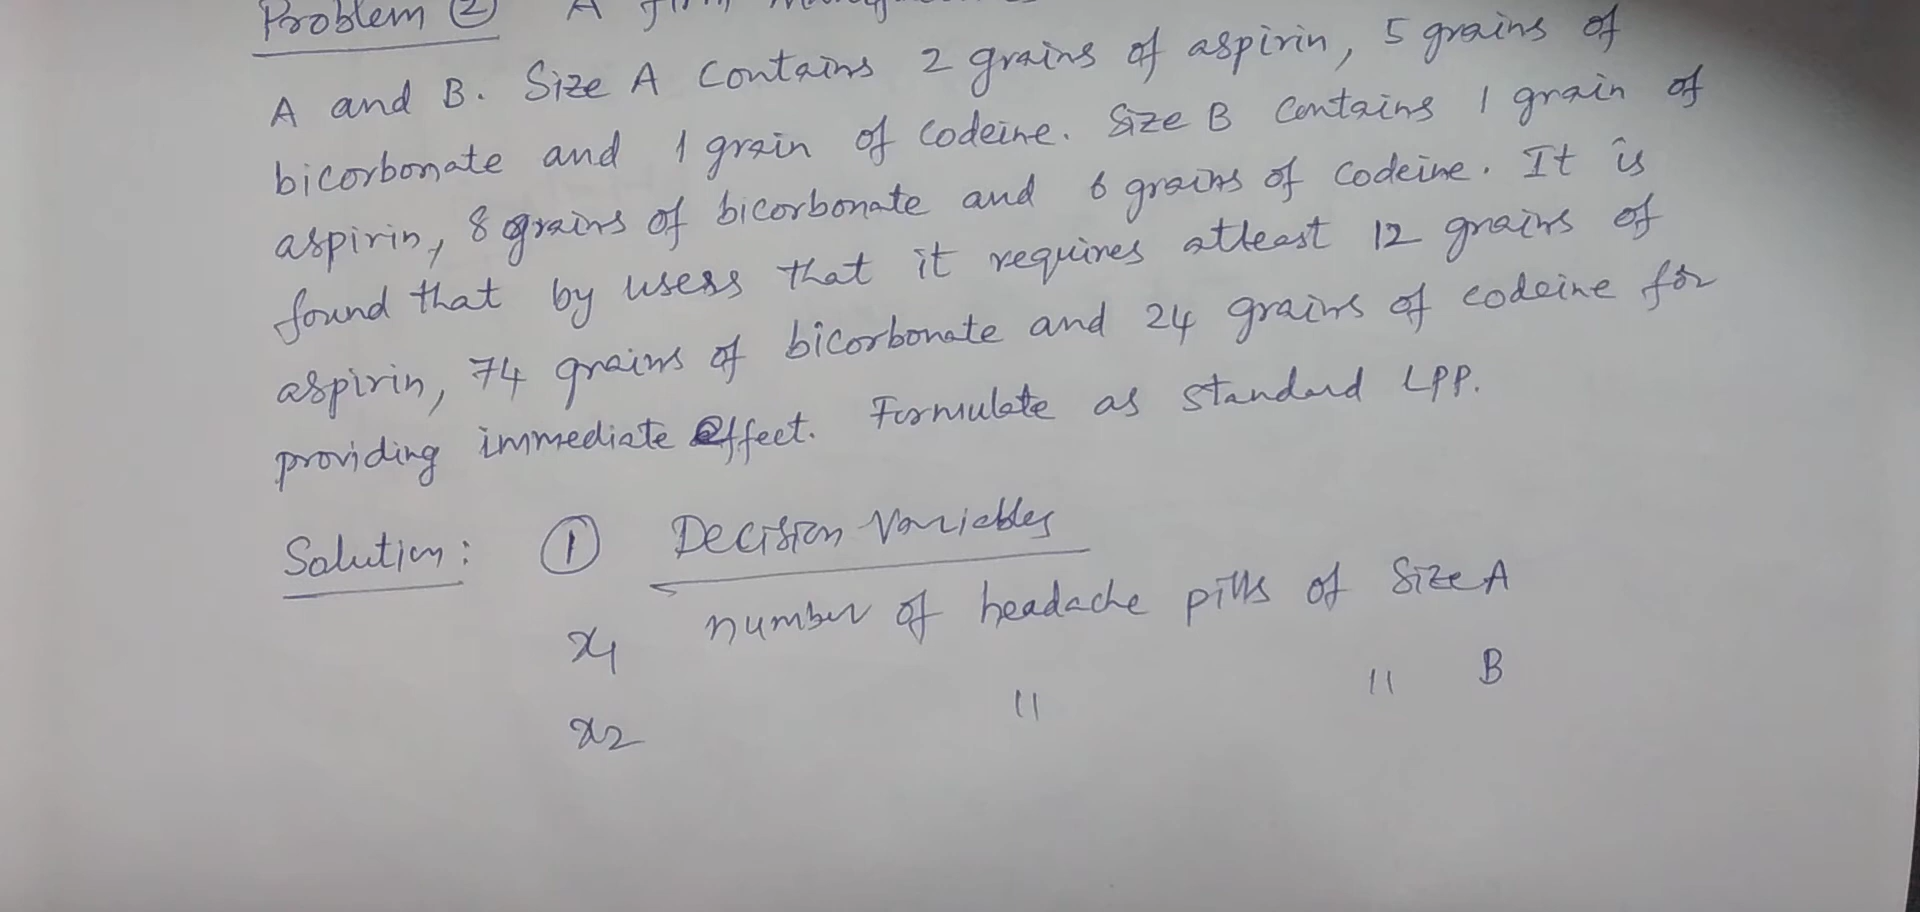 Problem ② A firm
A and B. Size A contains 2 grains of aspirin, 5 grains of
bicorbonate and 1 grain of codeine. Size B contains 1 grain of
aspirin, 8 grains of bicorbonate and 6 grains of codeine. It is
found that by usess that it requires atleast 12 grains of
aspirin, 74 grains of bicorbonate and 24 grains of codeine for
providing immediate effect. Formulate as standard LPP.
Solution: ① Decision Variables
x1 number of headache pills of Size A
x2 " " B